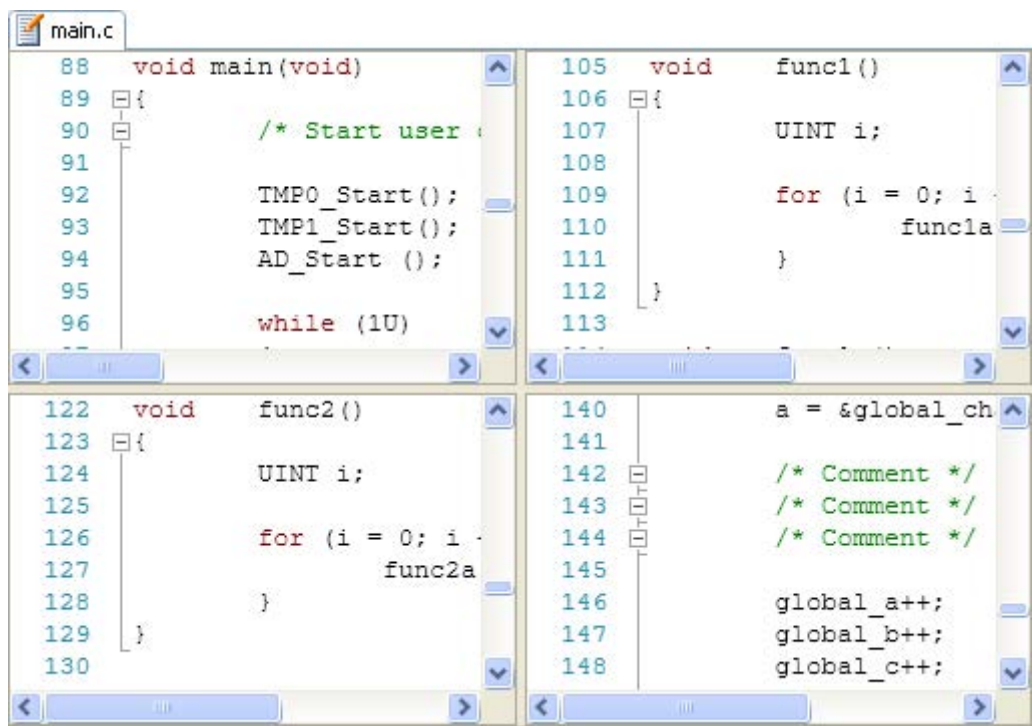 main.c
88 void main(void)
89 {
90 /* Start user
91
92 TMP0_Start();
93 TMP1_Start();
94 AD_Start ();
95
96 while (1U)
105 void func1()
106 {
107 UINT i;
108
109 for (i = 0; i
110 func1a
111 }
112 }
113
122 void func2()
123 {
124 UINT i;
125
126 for (i = 0; i
127 func2a
128 }
129 }
130
140 a = &global_ch
141
142 /* Comment */
143 /* Comment */
144 /* Comment */
145
146 global_a++;
147 global_b++;
148 global_c++;